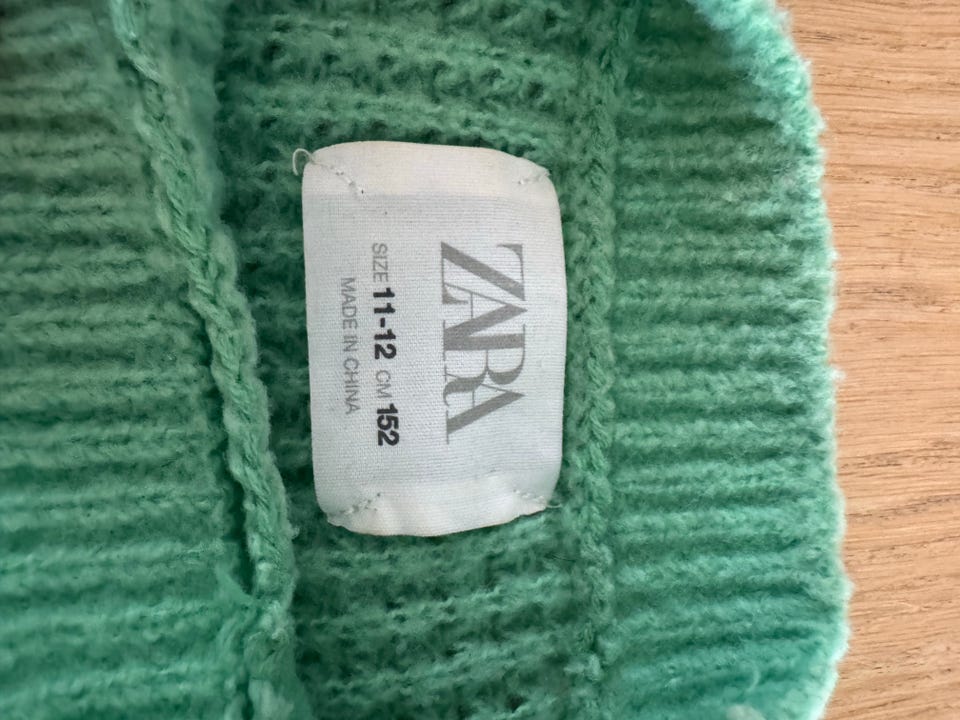 ZARA
SIZE 11-12 CM 152
MADE IN CHINA